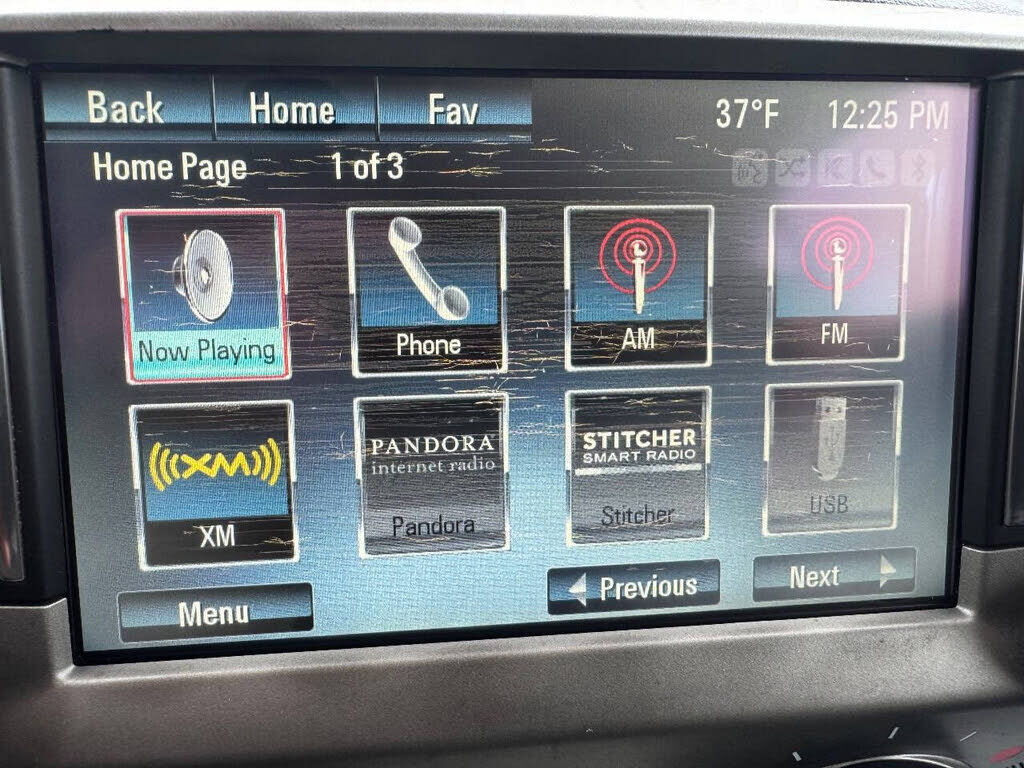 Back Home Fav 37°F 12:25 PM
Home Page 1 of 3
Now Playing Phone AM FM
XM PANDORA STITCHER
internet radio SMART RADIO
XM Pandora Stitcher USB
Menu Previous Next